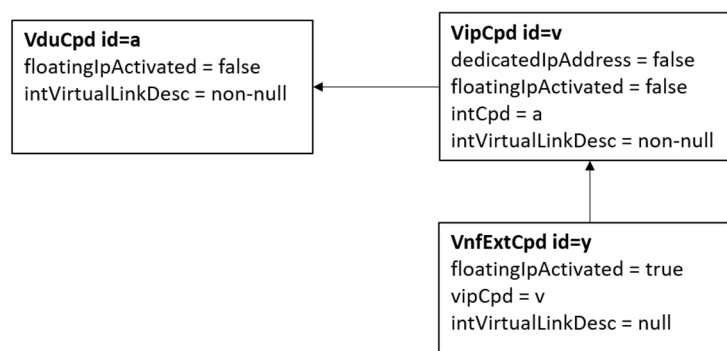 VduCpd id=a
floatingIpActivated = false
intVirtualLinkDesc = non-null
VipCpd id=v
dedicatedIpAddress = false
floatingIpActivated = false
intCpd = a
intVirtualLinkDesc = non-null
VnfExtCpd id=y
floatingIpActivated = true
vipCpd = v
intVirtualLinkDesc = null